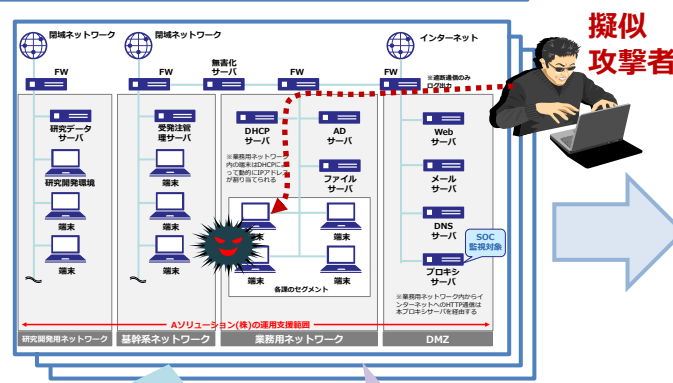 閉域ネットワーク
閉域ネットワーク
インターネット
擬似
攻撃者
FW
FW
無害化
サーバ
FW
FW
※遮断通信のみ
ログ出力
研究データ
サーバ
研究開発環境
端末
端末
受発注管
理サーバ
端末
端末
端末
DHCP
サーバ
AD
サーバ
※業務用ネットワーク
内の端末はDHCPによ
って動的にIPアドレス
が割り当てられる
ファイル
サーバ
端末
端末
端末
端末
各課のセグメント
Web
サーバ
メール
サーバ
DNS
サーバ
SOC
監視対象
プロキシ
サーバ
※業務用ネットワーク内からイ
ンターネットへのHTTP通信は
本プロキシサーバを経由する
Aソリューション(株)の運用支援範囲
研究開発用ネットワーク
基幹系ネットワーク
業務用ネットワーク
DMZ